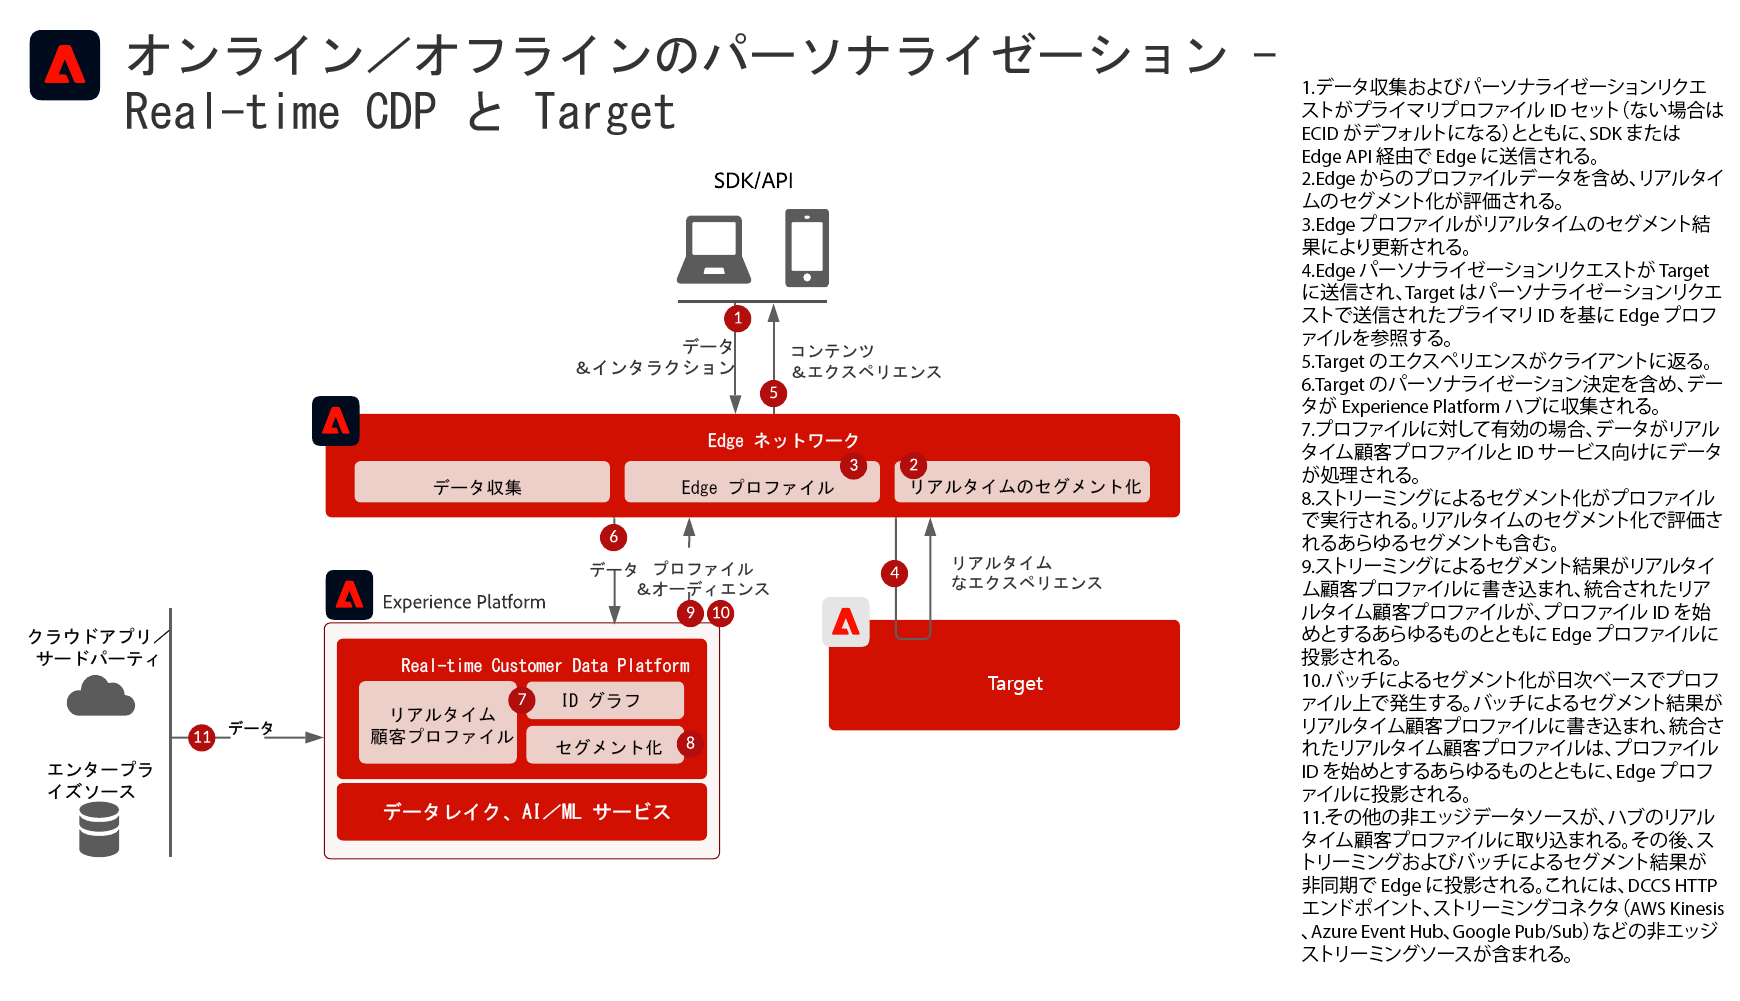 オンライン／オフラインのパーソナライゼーション -
Real-time CDP と Target
SDK/API
1
データ
&インタラクション
コンテンツ
&エクスペリエンス
5
Edge ネットワーク
データ収集
Edge プロファイル
3
2
リアルタイムのセグメント化
6
データ
プロファイル
&オーディエンス
9
10
4
リアルタイム
なエクスペリエンス
Experience Platform
Real-time Customer Data Platform
リアルタイム
顧客プロファイル
7
ID グラフ
セグメント化
8
データレイク、AI／ML サービス
Target
クラウドアプリ／
サードパーティ
11
データ
エンタープラ
イズソース
1.データ収集およびパーソナライゼーションリクエ
ストがプライマリプロファイル ID セット（ない場合は
ECID がデフォルトになる）とともに、SDK または
Edge API 経由で Edge に送信される。
2.Edge からのプロファイルデータを含め、リアルタイ
ムのセグメント化が評価される。
3.Edge プロファイルがリアルタイムのセグメント結
果により更新される。
4.Edge パーソナライゼーションリクエストが Target
に送信され、Target はパーソナライゼーションリクエ
ストで送信されたプライマリ ID を基に Edge プロフ
ァイルを参照する。
5.Target のエクスペリエンスがクライアントに返る。
6.Target のパーソナライゼーション決定を含め、デー
タが Experience Platform ハブに収集される。
7.プロファイルに対して有効の場合、データがリアル
タイム顧客プロファイルと ID サービス向けにデータ
が処理される。
8.ストリーミングによるセグメント化がプロファイル
で実行される。リアルタイムのセグメント化で評価さ
れるあらゆるセグメントも含む。
9.ストリーミングによるセグメント結果がリアルタイ
ム顧客プロファイルに書き込まれ、統合されたリア
ルタイム顧客プロファイルが、プロファイル ID を始
めとするあらゆるものとともに Edge プロファイルに
投影される。
10.バッチによるセグメント化が日次ベースでプロフ
ァイル上で発生する。バッチによるセグメント結果が
リアルタイム顧客プロファイルに書き込まれ、統合さ
れたリアルタイム顧客プロファイルは、プロファイル
ID を始めとするあらゆるものとともに、Edge プロフ
ァイルに投影される。
11.その他の非エッジデータソースが、ハブのリアル
タイム顧客プロファイルに取り込まれる。その後、ス
トリーミングおよびバッチによるセグメント結果が
非同期で Edge に投影される。これには、DCCS HTTP
エンドポイント、ストリーミングコネクタ（AWS Kinesis
、Azure Event Hub、Google Pub/Sub）などの非エッジ
ストリーミングソースが含まれる。